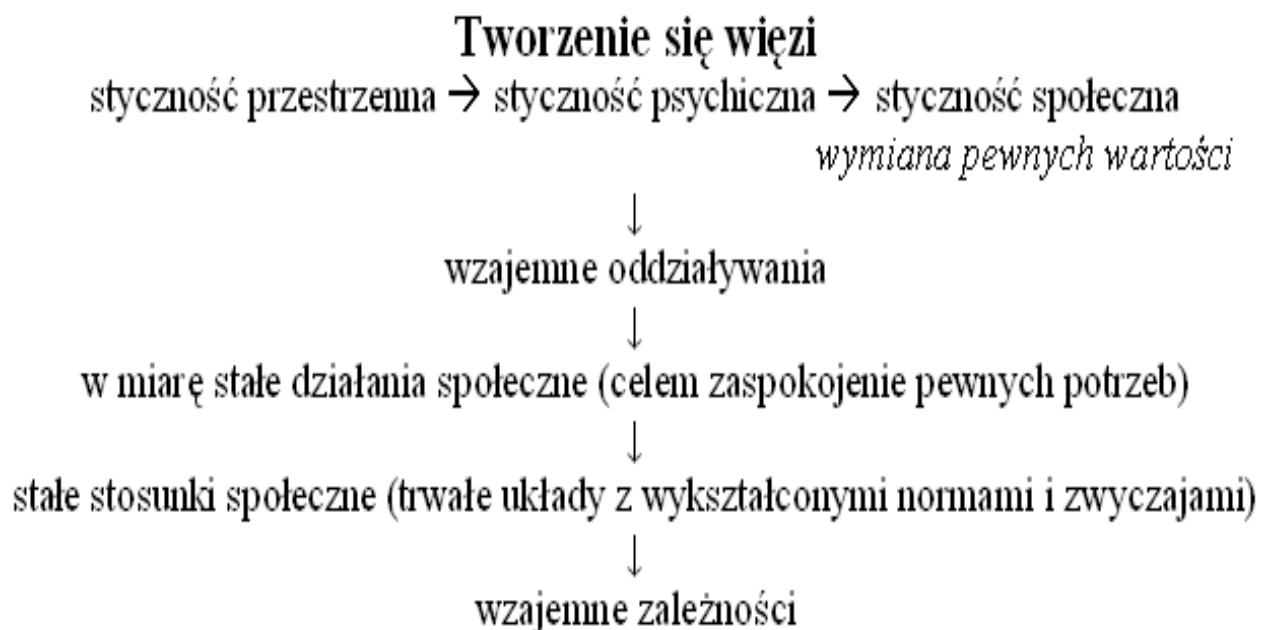 Tworzenie się więzi
styczność przestrzenna → styczność psychiczna → styczność społeczna
wymiana pewnych wartości
↓
wzajemne oddziaływania
↓
w miarę stałe działania społeczne (celem zaspokojenie pewnych potrzeb)
↓
stałe stosunki społeczne (trwałe układy z wykształconymi normami i zwyczajami)
↓
wzajemne zależności